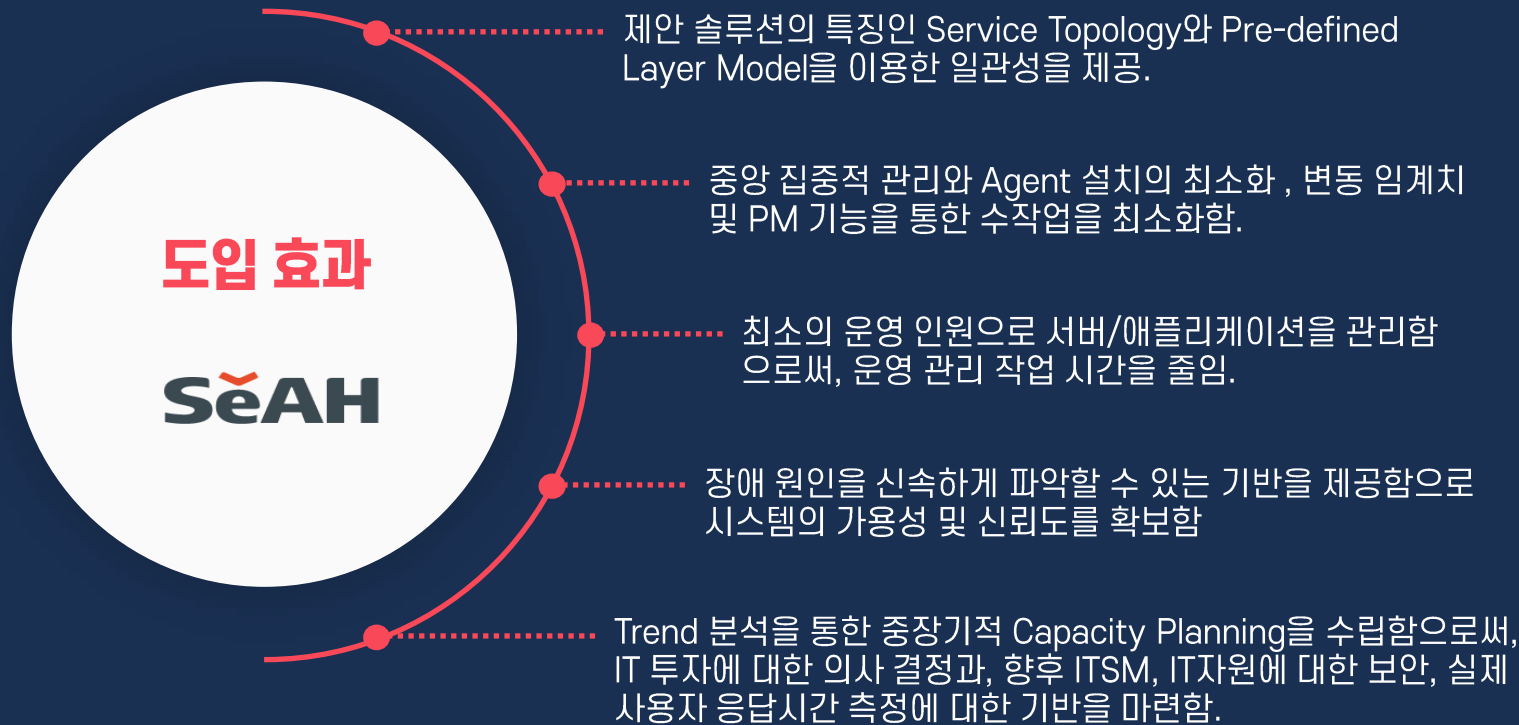 제안 솔루션의 특징인 Service Topology와 Pre-defined
Layer Model을 이용한 일관성을 제공.
중앙 집중적 관리와 Agent 설치의 최소화 , 변동 임계치
및 PM 기능을 통한 수작업을 최소화함.
도입 효과
SeAH
최소의 운영 인원으로 서버/애플리케이션을 관리함
으로써, 운영 관리 작업 시간을 줄임.
장애 원인을 신속하게 파악할 수 있는 기반을 제공함으로
시스템의 가용성 및 신뢰도를 확보함
Trend 분석을 통한 중장기적 Capacity Planning을 수립함으로써,
IT 투자에 대한 의사 결정과, 향후 ITSM, IT자원에 대한 보안, 실제
사용자 응답시간 측정에 대한 기반을 마련함.